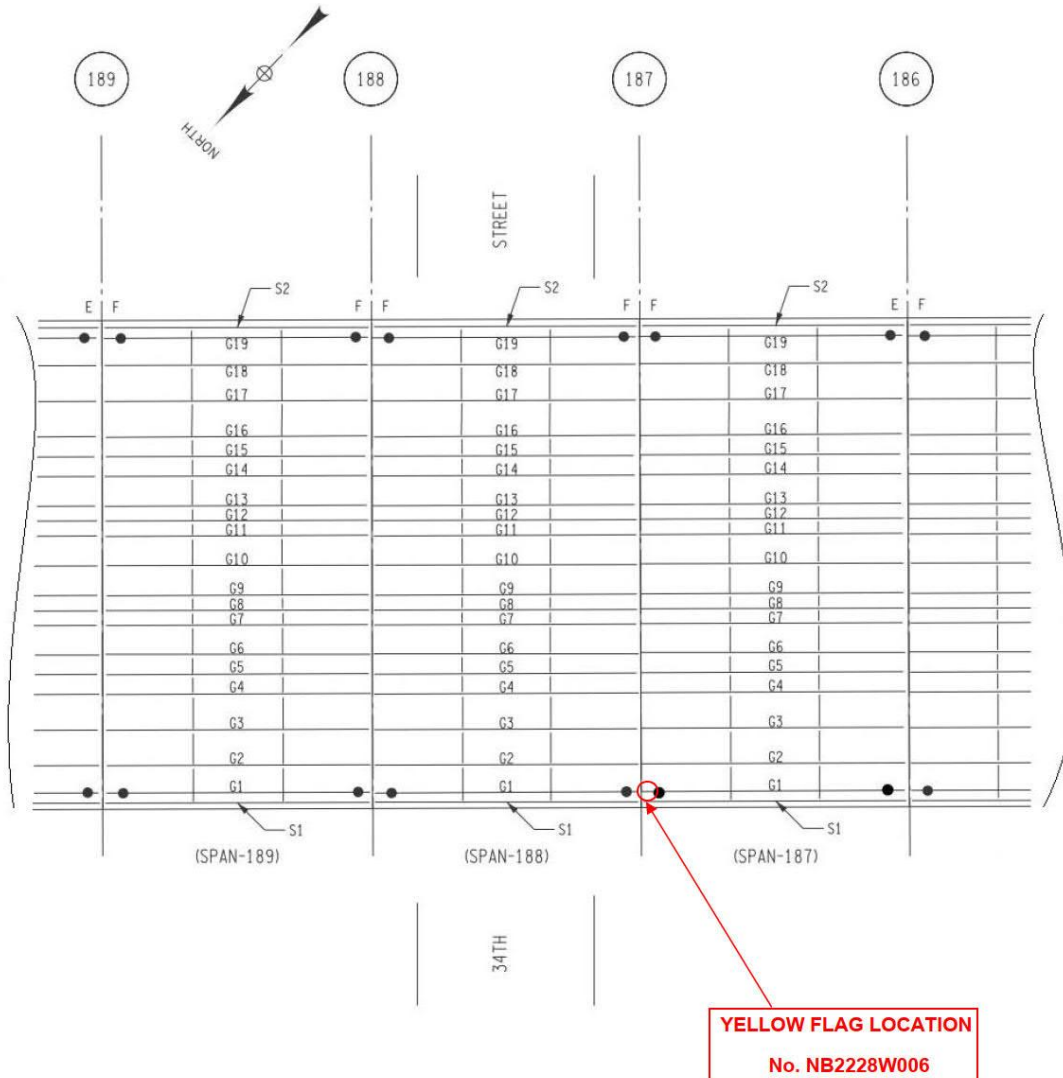 189 188 187 186
NORTH
STREET
S2 S2 S2
E F F F F F E F
G19 G19 G19
G18 G18 G18
G17 G17 G17
G16 G16 G16
G15 G15 G15
G14 G14 G14
G13 G13 G13
G12 G12 G12
G11 G11 G11
G10 G10 G10
G9 G9 G9
G8 G8 G8
G7 G7 G7
G6 G6 G6
G5 G5 G5
G4 G4 G4
G3 G3 G3
G2 G2 G2
G1 G1 G1
S1 S1 S1
(SPAN-189) (SPAN-188) (SPAN-187)
34TH
YELLOW FLAG LOCATION
No. NB2228W006